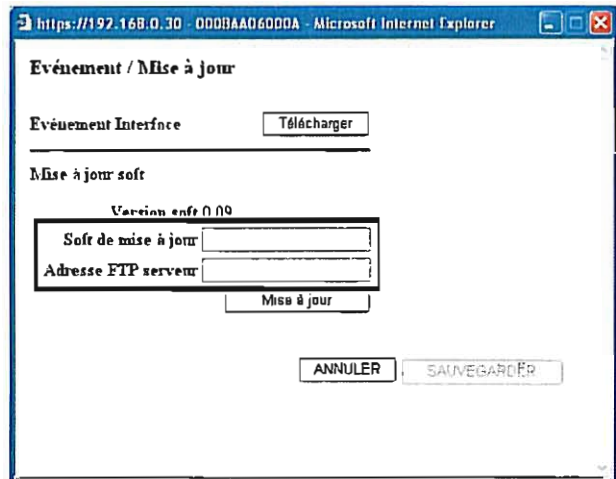 https://192.168.0.30 - 000BAA06000A - Microsoft Internet Explorer
Evénement / Mise à jour
Evénement Interface Télécharger
Mise à jour soft
Version soft 0.09
Soft de mise à jour
Adresse FTP serveur
Mise à jour
ANNULER SAUVEGARDER